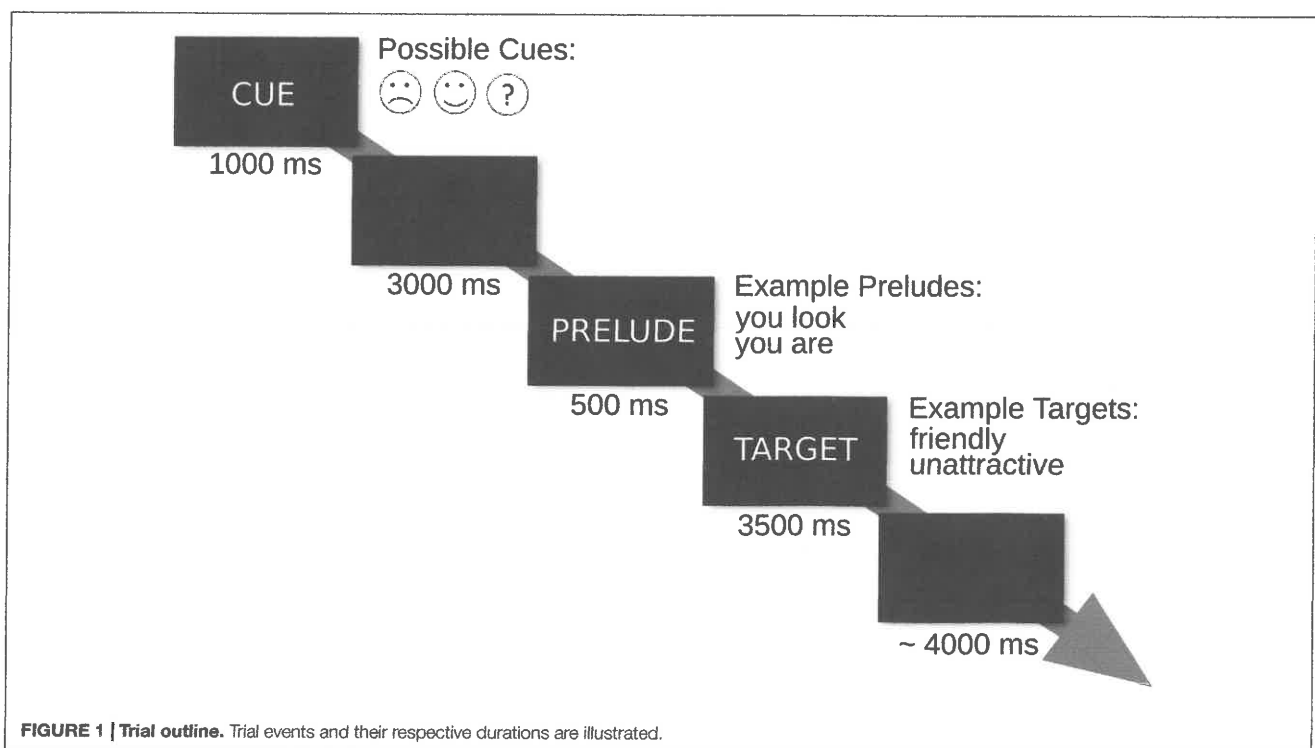 CUE
Possible Cues:
?
1000 ms
3000 ms
PRELUDE
Example Preludes:
you look
you are
500 ms
TARGET
Example Targets:
friendly
unattractive
3500 ms
~ 4000 ms
FIGURE 1 | Trial outline. Trial events and their respective durations are illustrated.